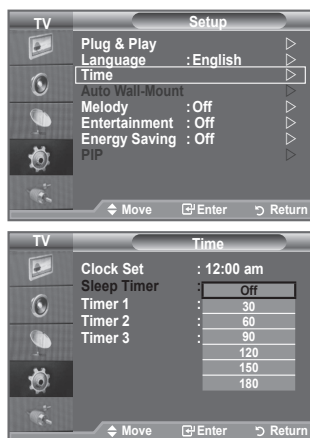 TV Setup
Plug & Play
Language : English
Time
Auto Wall-Mount
Melody : Off
Entertainment : Off
Energy Saving : Off
PIP
Move Enter Return
TV Time
Clock Set : 12:00 am
Sleep Timer : Off
Timer 1 : 30
Timer 2 : 60
Timer 3 : 90
120
150
180
Move Enter Return